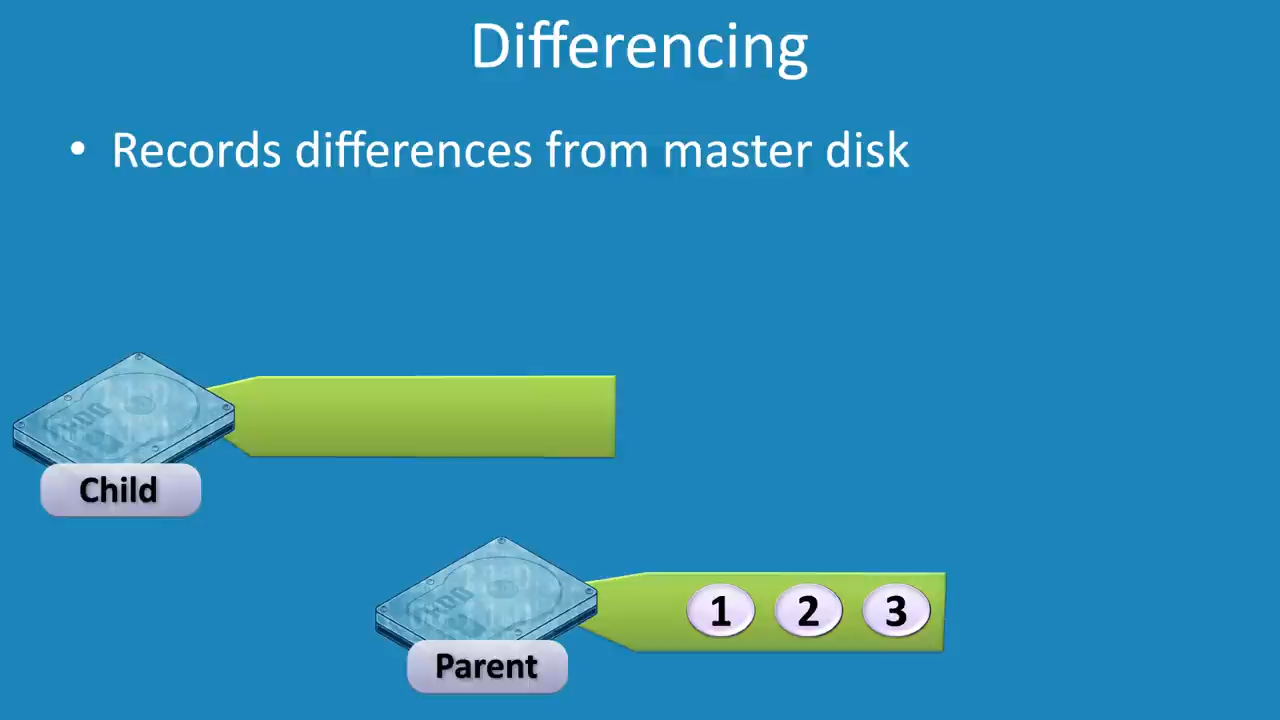 Differencing
• Records differences from master disk
Child
1 2 3
Parent